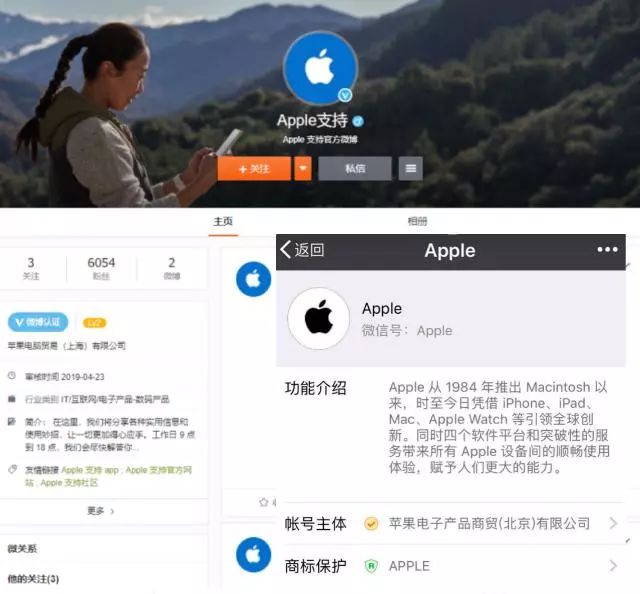 Apple支持
Apple 支持官方微博
+ 关注
私信
主页
相册
3
关注
6054
粉丝
2
微博
微博认证
Lv2
苹果电脑贸易（上海）有限公司
审核时间 2019-04-23
行业类别 IT/互联网/电子产品-数码产品
简介： 在这里，我们将分享各种实用信息和
使用妙招，让一切更加得心应手。工作日 9 点
到 18 点，我们会尽快解答你...
友情链接 Apple 支持 app ; Apple 支持官方网
站 ; Apple 支持社区
更多 >
微关系
他的关注(3)
返回
Apple
Apple
微信号：Apple
功能介绍
Apple 从 1984 年推出 Macintosh 以
来，时至今日凭借 iPhone、iPad、
Mac、Apple Watch 等引领全球创
新。同时四个软件平台和突破性的服
务带来所有 Apple 设备间的顺畅使用
体验，赋予人们更大的能力。
帐号主体
苹果电子产品商贸(北京)有限公司
商标保护
APPLE